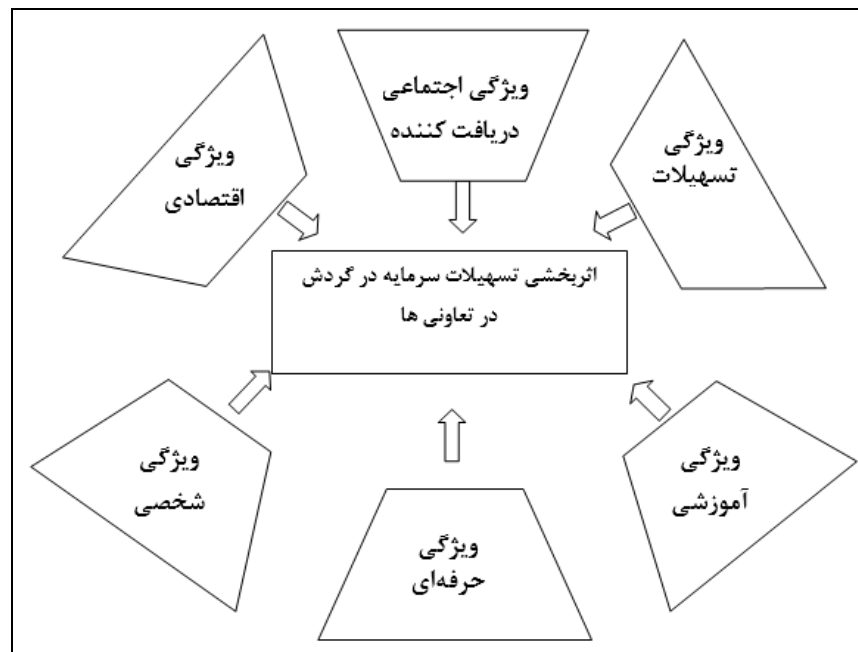 ویژگی اجتماعی
دریافت کننده
ویژگی
تسهیلات
ویژگی
اقتصادی
اثربخشی تسهیلات سرمایه در گردش
در تعاونی ها
ویژگی
آموزشی
ویژگی
شخصی
ویژگی
حرفه‌ای